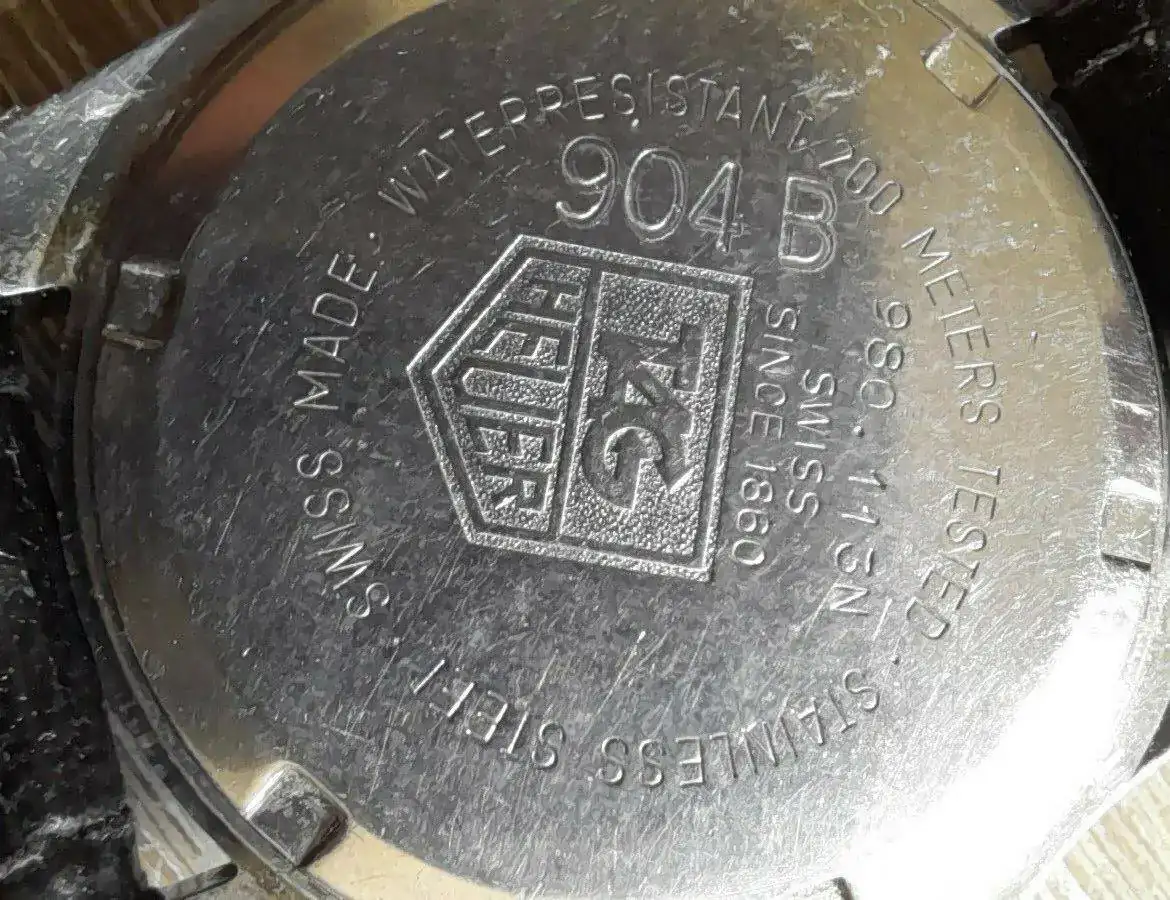 WATERRESISTANT 200 METERS TESTED. STAINLESS STEEL. SWISS MADE.
904 B
980.113N
SWISS
SINCE 1860
TAG
HEUER